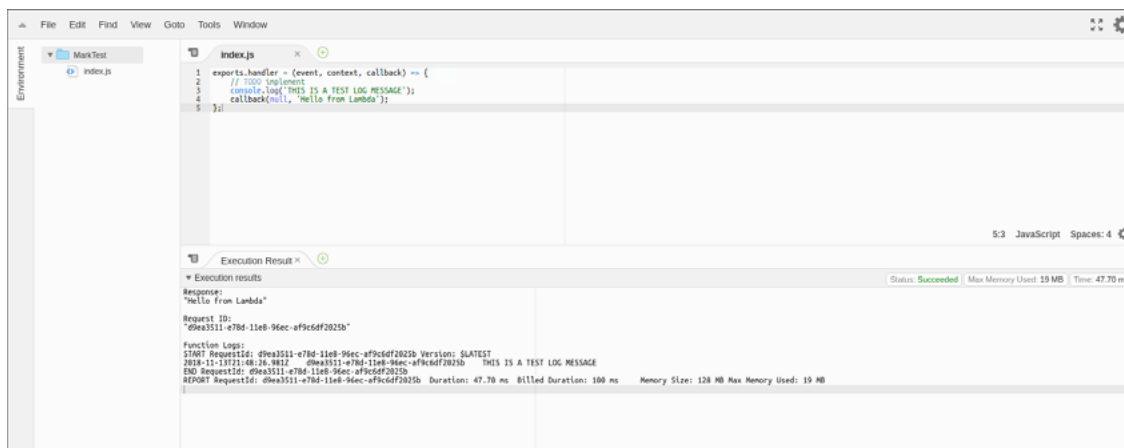 File Edit Find View Goto Tools Window
Environment
MarkTest
index.js
index.js
1 exports.handler = (event, context, callback) => {
2 // TODO implement
3 console.log('THIS IS A TEST LOG MESSAGE');
4 callback(null, 'Hello from Lambda');
5 };
5:3 JavaScript Spaces: 4
Execution Result
Execution results
Status: Succeeded Max Memory Used: 19 MB Time: 47.70 m
Response:
"Hello from Lambda"
Request ID:
"d9ea3511-e78d-11e8-96ec-af9c6df2025b"
Function Logs:
START RequestId: d9ea3511-e78d-11e8-96ec-af9c6df2025b Version: $LATEST
2018-11-13T21:48:26.981Z d9ea3511-e78d-11e8-96ec-af9c6df2025b THIS IS A TEST LOG MESSAGE
END RequestId: d9ea3511-e78d-11e8-96ec-af9c6df2025b
REPORT RequestId: d9ea3511-e78d-11e8-96ec-af9c6df2025b Duration: 47.70 ms Billed Duration: 100 ms Memory Size: 128 MB Max Memory Used: 19 MB